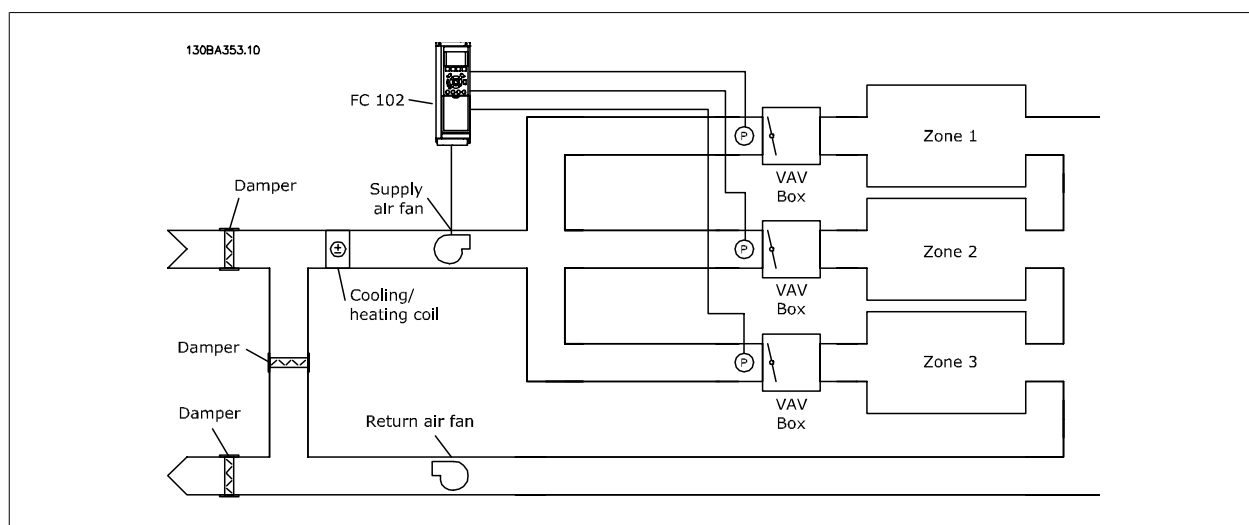 130BA353.10
FC 102
Damper
Supply
air fan
P
VAV
Box
Zone 1
Cooling/
heating coil
P
VAV
Box
Zone 2
Damper
P
VAV
Box
Zone 3
Damper
Return air fan